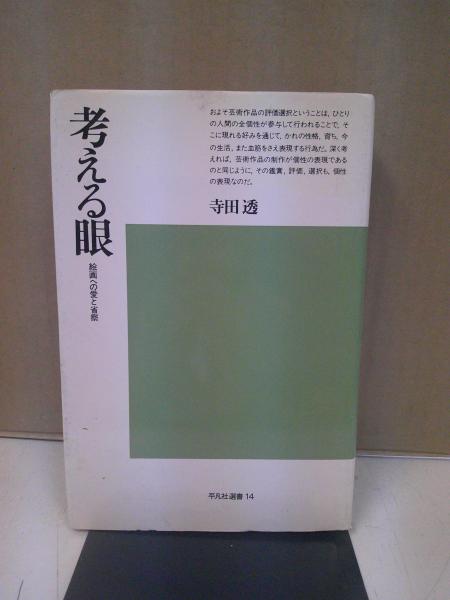 考える眼
絵画への愛と省察
およそ芸術作品の評価選択ということは、ひとり
の人間の全個性が参与して行われることで、そ
こに現れる好みを通じて、かれの性格、育ち、今
の生活、また血筋をさえ表現する行為だ。深く考
えれば、芸術作品の制作が個性の表現である
のと同じように、その鑑賞、評価、選択も、個性
の表現なのだ。
寺田 透
平凡社選書 14